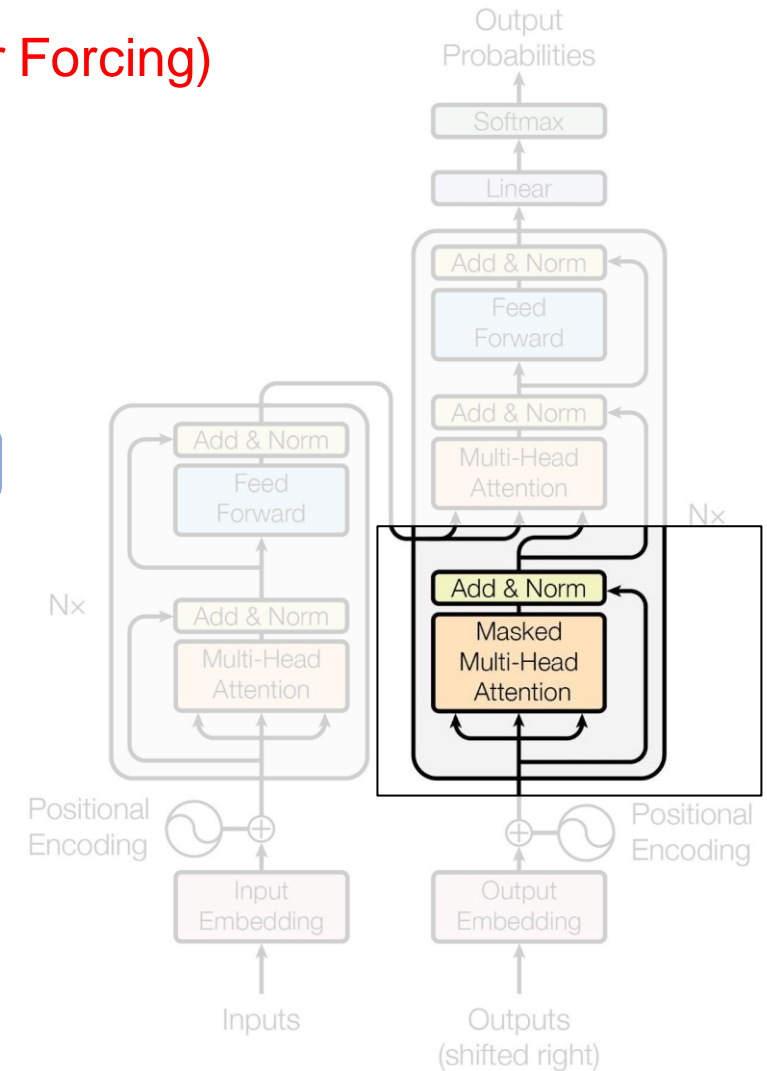 r Forcing)
Output
Probabilities
Softmax
Linear
Add & Norm
Feed
Forward
Add & Norm
Multi-Head
Attention
Nx
Add & Norm
Masked
Multi-Head
Attention
Add & Norm
Feed
Forward
Nx
Add & Norm
Multi-Head
Attention
Positional
Encoding
Positional
Encoding
Input
Embedding
Output
Embedding
Inputs
Outputs
(shifted right)